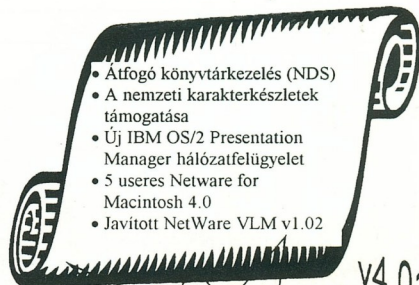 • Átfogó könyvtárkezelés (NDS)
• A nemzeti karakterkészletek
támogatása
• Új IBM OS/2 Presentation
Manager hálózatfelügyelet
• 5 useres Netware for
Macintosh 4.0
• Javított NetWare VLM v1.02